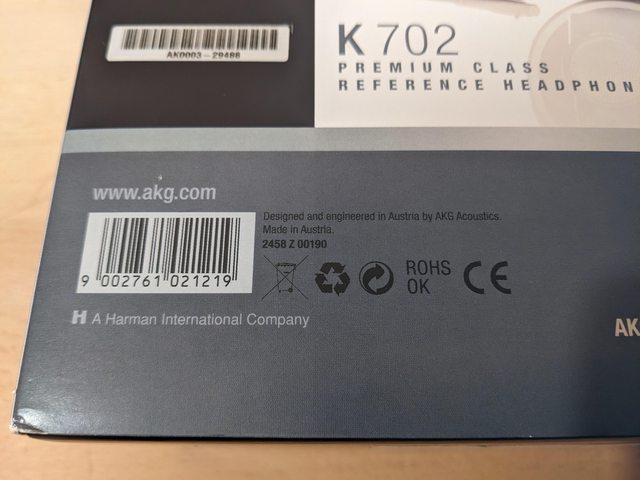 AK0003-29488
K 702
PREMIUM CLASS
REFERENCE HEADPHON
www.akg.com
Designed and engineered in Austria by AKG Acoustics.
Made in Austria.
2458 Z 00190
9 002761 021219
ROHS
OK
CE
H A Harman International Company
AK